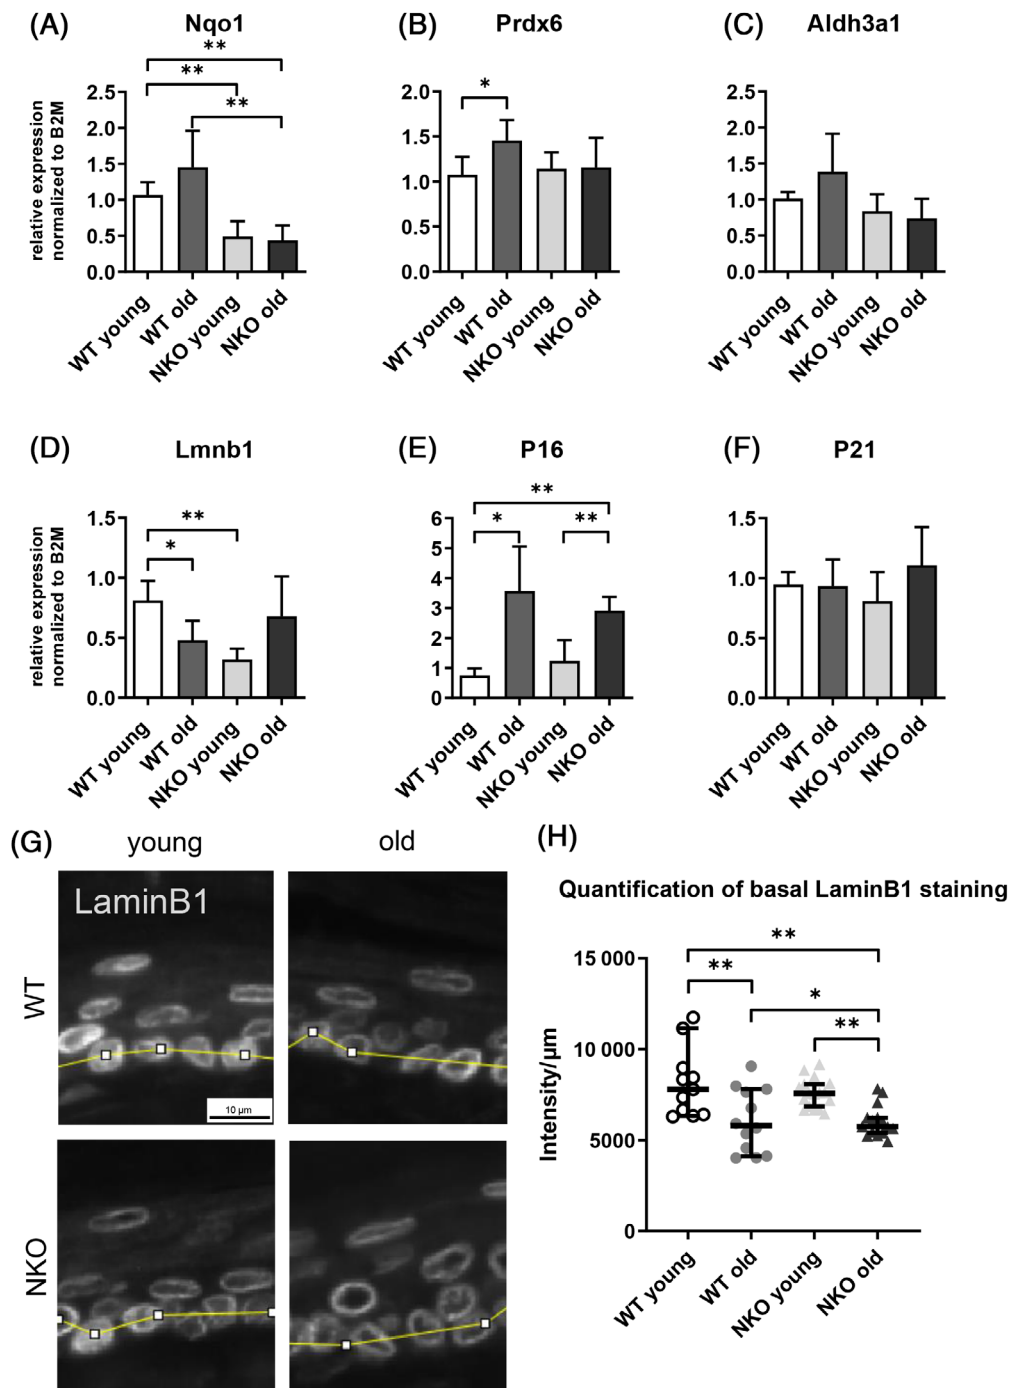 (A) Nqo1
**
**
**
relative expression
normalized to B2M
2.5
2.0
1.5
1.0
0.5
0.0
WT young
WT old
NKO young
NKO old
(B) Prdx6
*
2.0
1.5
1.0
0.5
0.0
WT young
WT old
NKO young
NKO old
(C) Aldh3a1
2.5
2.0
1.5
1.0
0.5
0.0
WT young
WT old
NKO young
NKO old
(D) Lmnb1
**
*
relative expression
normalized to B2M
1.5
1.0
0.5
0.0
WT young
WT old
NKO young
NKO old
(E) P16
**
*
**
6
5
4
3
2
1
0
WT young
WT old
NKO young
NKO old
(F) P21
1.5
1.0
0.5
0.0
WT young
WT old
NKO young
NKO old
(G)
young
old
LaminB1
WT
10 µm
NKO
(H)
Quantification of basal LaminB1 staining
**
**
*
**
Intensity/µm
15 000
10 000
5000
0
WT young
WT old
NKO young
NKO old